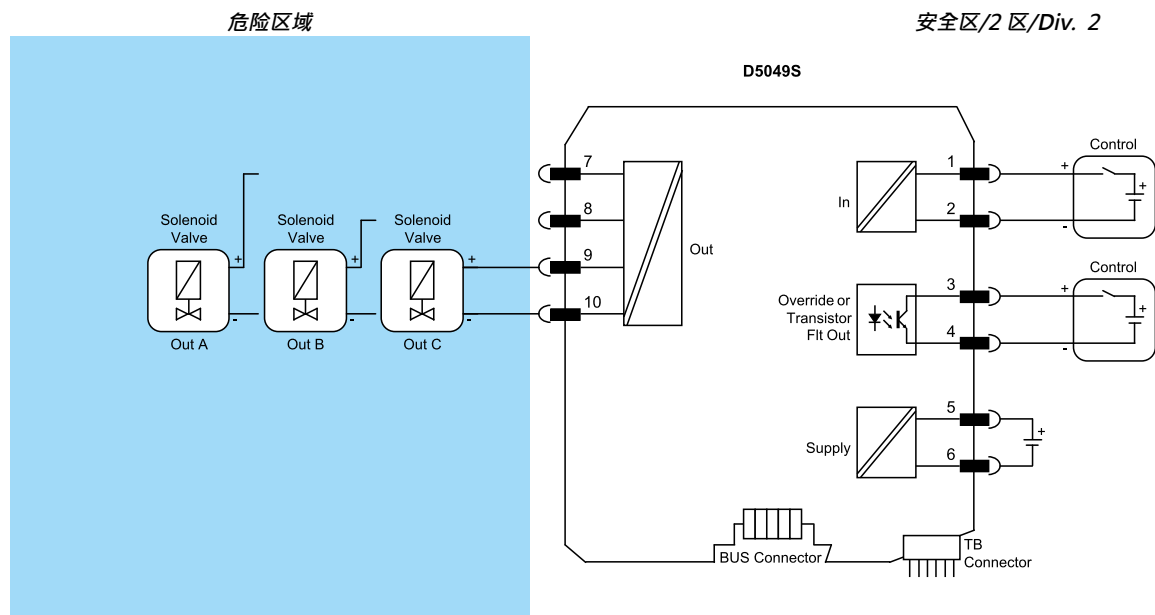 危险区域
安全区/2 区/Div. 2
D5049S
7
8
9
10
Out
Solenoid
Valve
+
-
Out A
Solenoid
Valve
+
-
Out B
Solenoid
Valve
+
-
Out C
In
1
2
Control
+
+
-
Override or
Transistor
Flt Out
3
4
Control
+
+
-
Supply
5
6
+
BUS Connector
TB
Connector